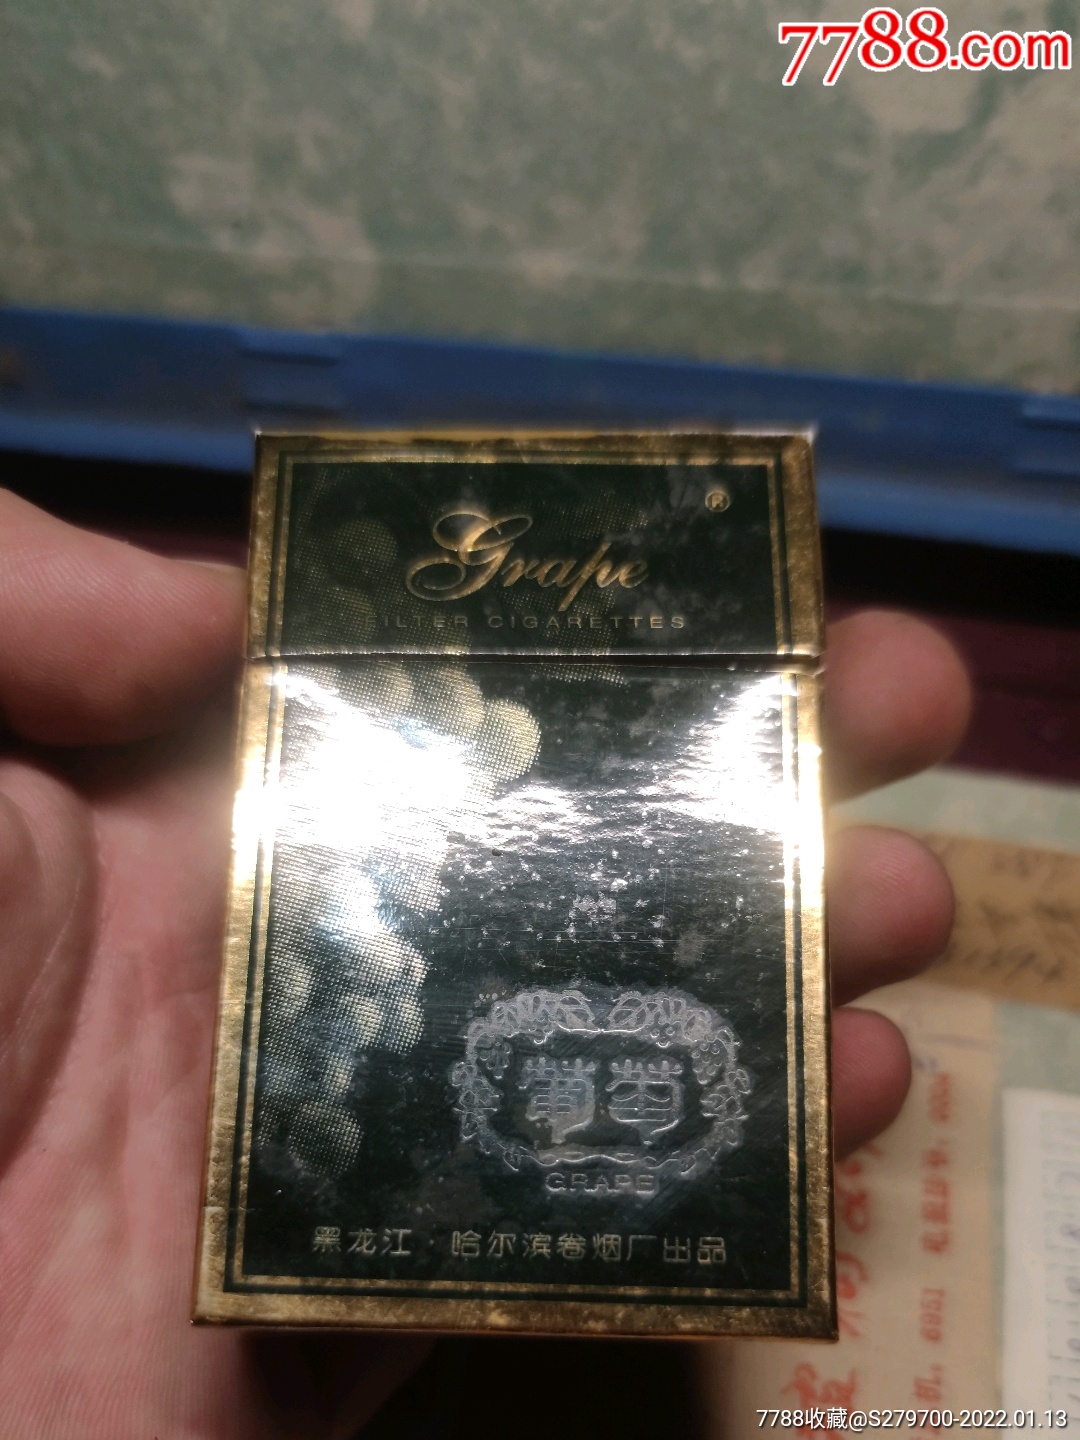 7788.com
Grape ®
FILTER CIGARETTES
葡萄
GRAPE
黑龙江·哈尔滨卷烟厂出品
7788收藏@S279700-2022.01.13